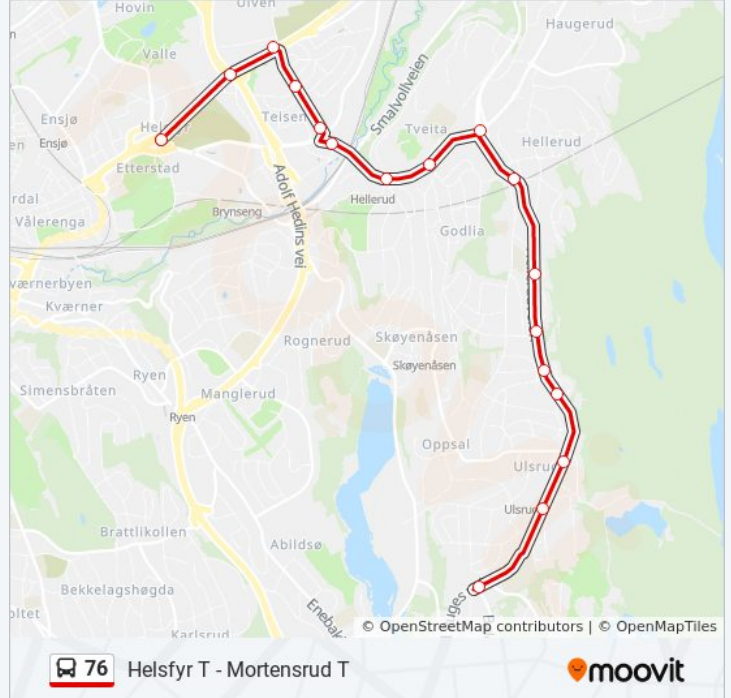 Hovin
Ulven
Haugerud
Valle
Smalvollveien
Ensjø
Teisen
Tveita
Ensjø
Hellerud
Etterstad
rdal
Brynseng
Hellerud
Vålerenga
Adolf Hedins vei
Godlia
værnerbyen
Kværner
Rognerud
Skøyenåsen
Skøyenåsen
Ryen
Simensbråten
Manglerud
Ryen
Oppsal
Ulsrud
Ulsrud
Brattlikollen
Abildsø
Bekkelagshøgda
oltet
Karlsrud
© OpenStreetMap contributors | © OpenMapTiles
76 Helsfyr T - Mortensrud T
moovit